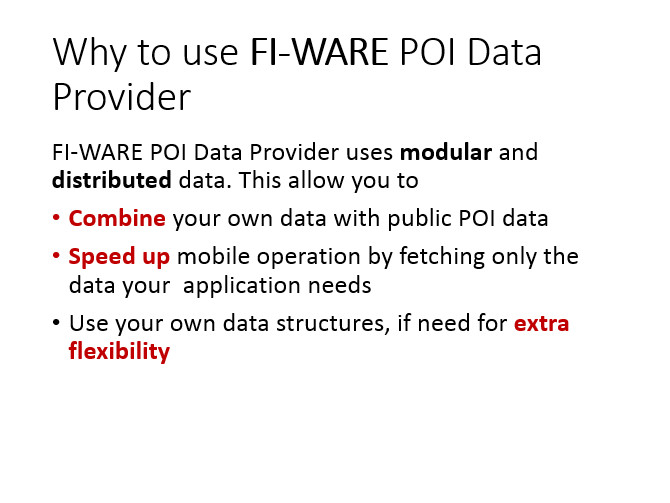 Why to use FI-WARE POI Data
Provider
FI-WARE POI Data Provider uses modular and
distributed data. This allow you to
• Combine your own data with public POI data
• Speed up mobile operation by fetching only the
data your  application needs
• Use your own data structures, if need for extra
flexibility